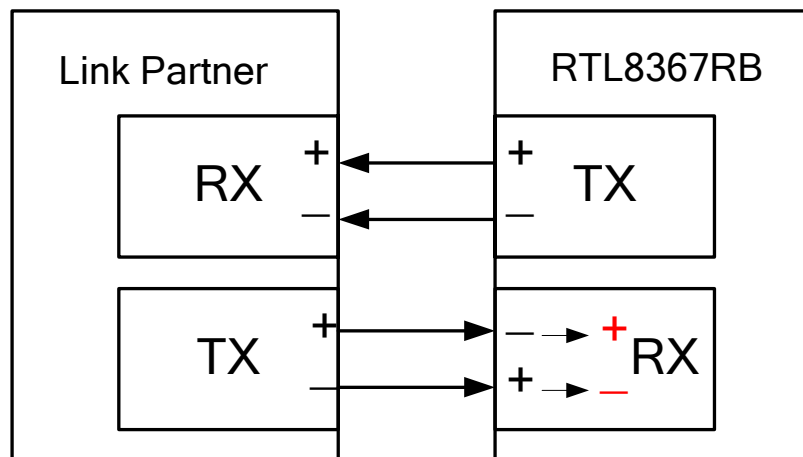 Link Partner
RTL8367RB
RX
+
−
+
−
TX
TX
+
−
− +
+ −
RX